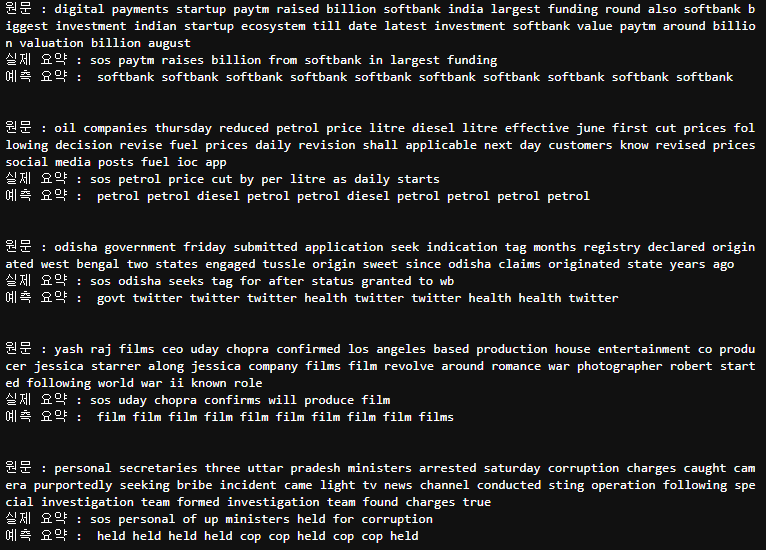 원문 : digital payments startup paytm raised billion softbank india largest funding round also softbank b
iggest investment indian startup ecosystem till date latest investment softbank value paytm around billio
n valuation billion august
실제 요약 : sos paytm raises billion from softbank in largest funding
예측 요약 :  softbank softbank softbank softbank softbank softbank softbank softbank softbank softbank
원문 : oil companies thursday reduced petrol price litre diesel litre effective june first cut prices fol
lowing decision revise fuel prices daily revision shall applicable next day customers know revised prices
social media posts fuel ioc app
실제 요약 : sos petrol price cut by per litre as daily starts
예측 요약 :  petrol petrol diesel petrol petrol diesel petrol petrol petrol petrol
원문 : odisha government friday submitted application seek indication tag months registry declared origin
ated west bengal two states engaged tussle origin sweet since odisha claims originated state years ago
실제 요약 : sos odisha seeks tag for after status granted to wb
예측 요약 :  govt twitter twitter twitter health twitter twitter health health twitter
원문 : yash raj films ceo uday chopra confirmed los angeles based production house entertainment co produ
cer jessica starrer along jessica company films film revolve around romance war photographer robert start
ed following world war ii known role
실제 요약 : sos uday chopra confirms will produce film
예측 요약 :  film film film film film film film film film films
원문 : personal secretaries three uttar pradesh ministers arrested saturday corruption charges caught cam
era purportedly seeking bribe incident came light tv news channel conducted sting operation following spe
cial investigation team formed investigation team found charges true
실제 요약 : sos personal of up ministers held for corruption
예측 요약 :  held held held held cop cop held cop cop held